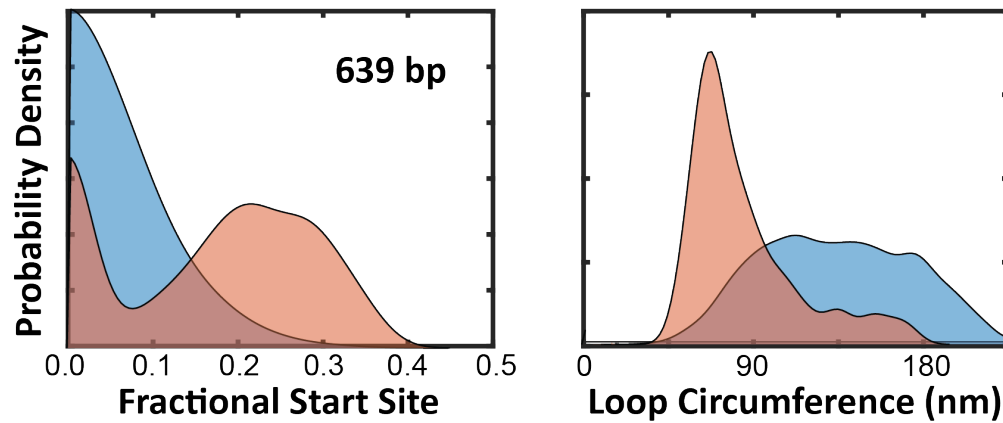 Probability Density
639 bp
0.0 0.1 0.2 0.3 0.4 0.5
Fractional Start Site
0 90 180
Loop Circumference (nm)